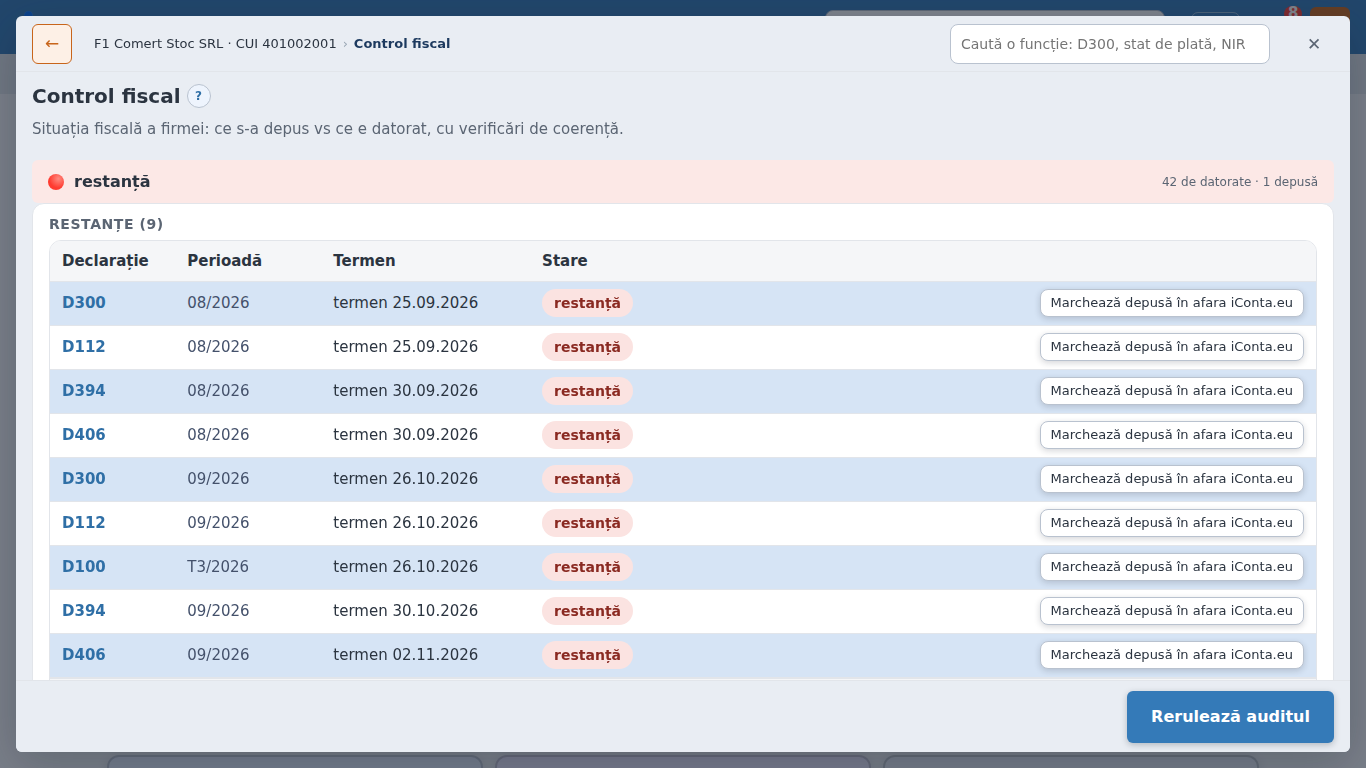 8
← F1 Comert Stoc SRL · CUI 401002001 › Control fiscal Caută o funcție: D300, stat de plată, NIR ✕
Control fiscal ?
Situația fiscală a firmei: ce s-a depus vs ce e datorat, cu verificări de coerență.
restanță 42 de datorate · 1 depusă
RESTANȚE (9)
Declarație Perioadă Termen Stare
D300 08/2026 termen 25.09.2026 restanță Marchează depusă în afara iConta.eu
D112 08/2026 termen 25.09.2026 restanță Marchează depusă în afara iConta.eu
D394 08/2026 termen 30.09.2026 restanță Marchează depusă în afara iConta.eu
D406 08/2026 termen 30.09.2026 restanță Marchează depusă în afara iConta.eu
D300 09/2026 termen 26.10.2026 restanță Marchează depusă în afara iConta.eu
D112 09/2026 termen 26.10.2026 restanță Marchează depusă în afara iConta.eu
D100 T3/2026 termen 26.10.2026 restanță Marchează depusă în afara iConta.eu
D394 09/2026 termen 30.10.2026 restanță Marchează depusă în afara iConta.eu
D406 09/2026 termen 02.11.2026 restanță Marchează depusă în afara iConta.eu
Rerulează auditul